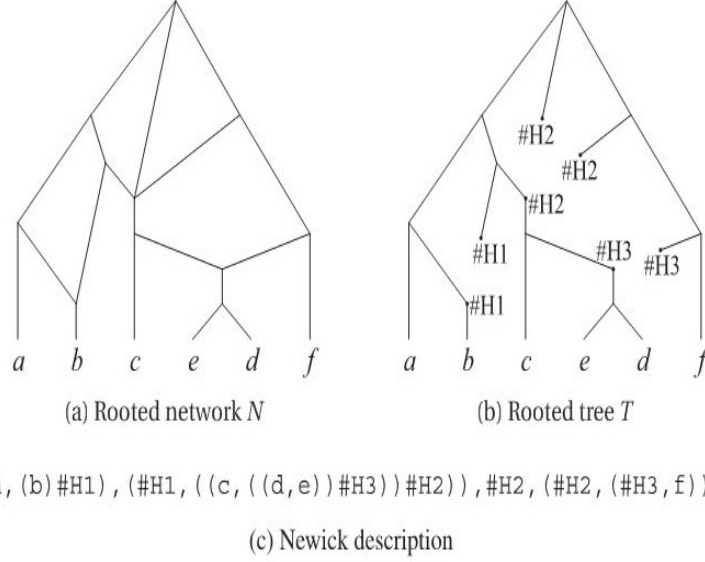 #H2
#H2
#H2
#H1
#H3
#H3
#H1
a b c e d f
a b c e d f
(a) Rooted network N
(b) Rooted tree T
,(b)#H1),(#H1,((c,((d,e))#H3))#H2)),#H2,(#H2,(#H3,f))
(c) Newick description